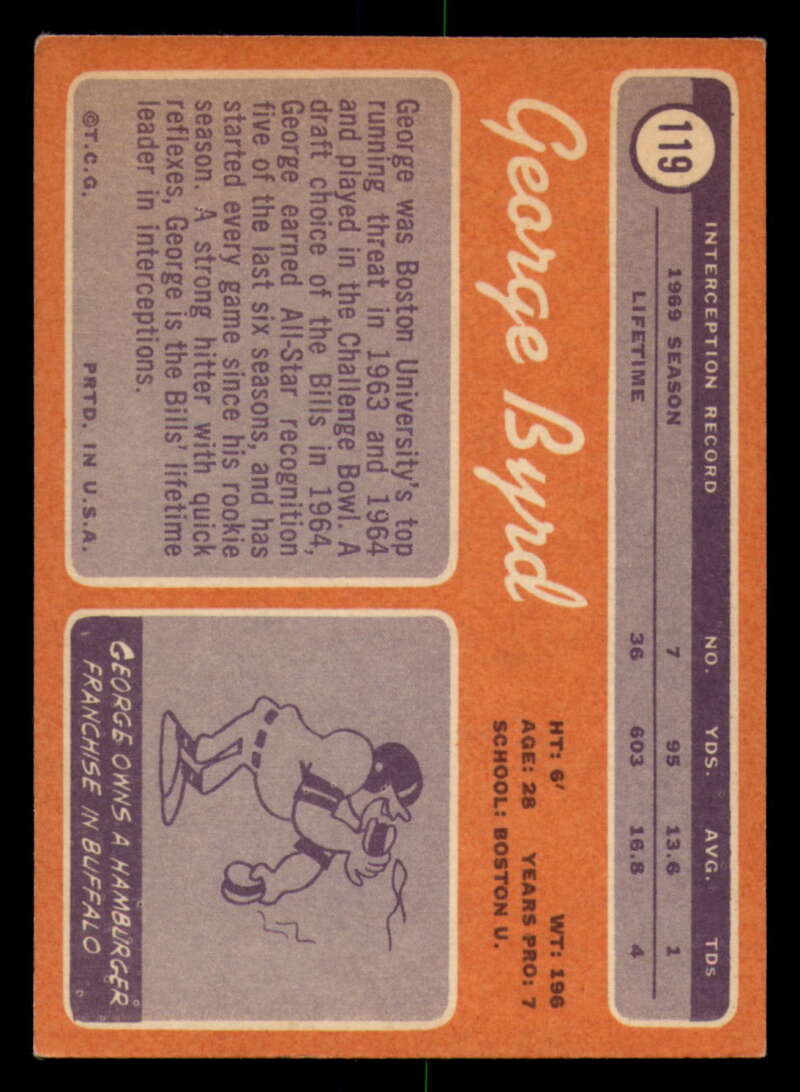 119
INTERCEPTION RECORD NO. YDS. AVG. TDs
1969 SEASON 7 95 13.6 1
LIFETIME 36 603 16.8 4
George Byrd
HT: 6' WT: 196
AGE: 28 YEARS PRO: 7
SCHOOL: BOSTON U.
George was Boston University's top
running threat in 1963 and 1964
and played in the Challenge Bowl. A
draft choice of the Bills in 1964,
George earned All-Star recognition
five of the last six seasons, and has
started every game since his rookie
season. A strong hitter with quick
reflexes, George is the Bills' lifetime
leader in interceptions.
©T.C.G. PRTD. IN U.S.A.
GEORGE OWNS A HAMBURGER
FRANCHISE IN BUFFALO